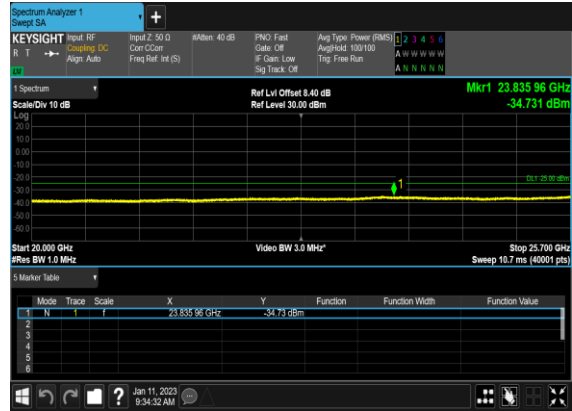 Spectrum Analyzer 1
Swept SA
+
KEYSIGHT
R T
Input: RF
Coupling: DC
Align: Auto
Input Z: 50 Ω
Corr CCorr
Freq Ref: Int (S)
#Atten: 40 dB
PNO: Fast
Gate: Off
IF Gain: Low
Sig Track: Off
Avg Type: Power (RMS)
Avg|Hold: 100/100
Trig: Free Run
1 2 3 4 5 6
A W W W W W
A N N N N N
1 Spectrum
Scale/Div 10 dB
Ref Lvl Offset 8.40 dB
Ref Level 30.00 dBm
Mkr1 23.835 96 GHz
-34.731 dBm
Log
20.0
10.0
0.00
-10.0
-20.0
-30.0
-40.0
-50.0
-60.0
1
DL1 -25.00 dBm
Start 20.000 GHz
#Res BW 1.0 MHz
Video BW 3.0 MHz*
Stop 25.700 GHz
Sweep 10.7 ms (40001 pts)
5 Marker Table
Mode Trace Scale X Y Function Function Width Function Value
1 N 1 f 23.835 96 GHz -34.73 dBm
2
3
4
5
6
?
Jan 11, 2023
9:34:32 AM